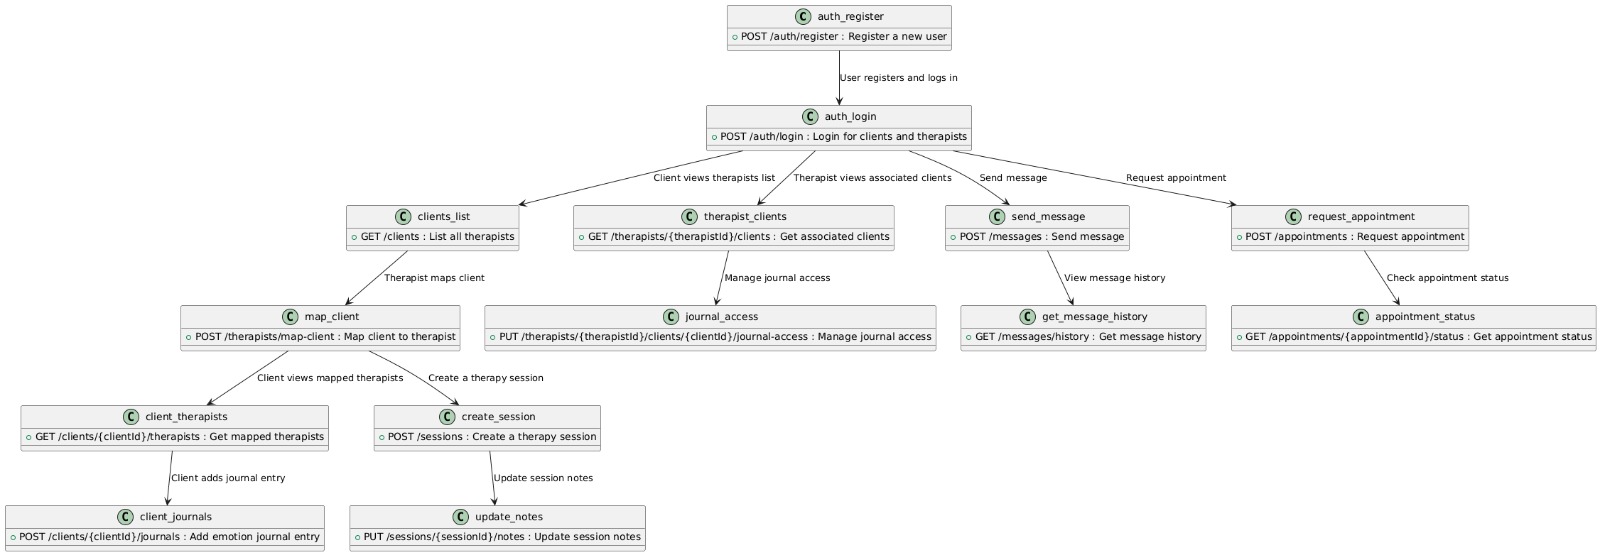 C auth_register
POST /auth/register : Register a new user
User registers and logs in
C auth_login
POST /auth/login : Login for clients and therapists
Client views therapists list
Therapist views associated clients
Send message
Request appointment
C clients_list
GET /clients : List all therapists
C therapist_clients
GET /therapists/{therapistId}/clients : Get associated clients
C send_message
POST /messages : Send message
C request_appointment
POST /appointments : Request appointment
Therapist maps client
Manage journal access
View message history
Check appointment status
C map_client
POST /therapists/map-client : Map client to therapist
C journal_access
PUT /therapists/{therapistId}/clients/{clientId}/journal-access : Manage journal access
C get_message_history
GET /messages/history : Get message history
C appointment_status
GET /appointments/{appointmentId}/status : Get appointment status
Client views mapped therapists
Create a therapy session
C client_therapists
GET /clients/{clientId}/therapists : Get mapped therapists
C create_session
POST /sessions : Create a therapy session
Client adds journal entry
Update session notes
C client_journals
POST /clients/{clientId}/journals : Add emotion journal entry
C update_notes
PUT /sessions/{sessionId}/notes : Update session notes